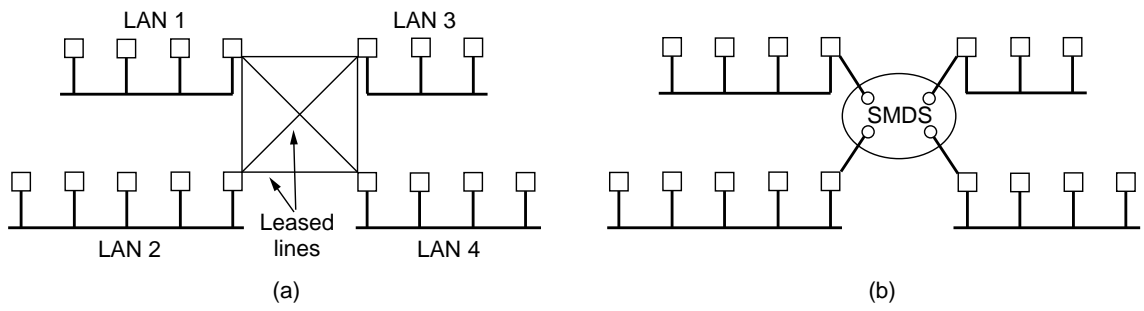 LAN 1
LAN 3
SMDS
Leased
lines
LAN 2
LAN 4
(a)
(b)